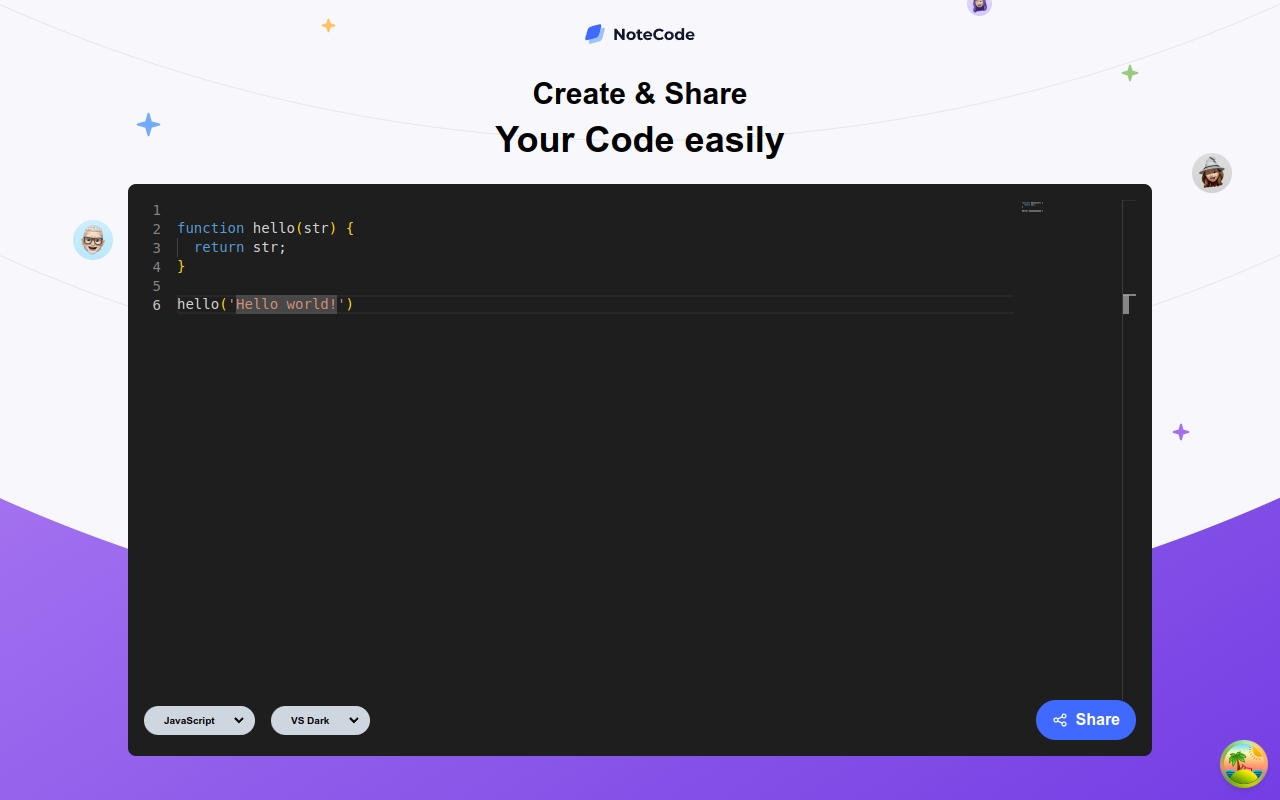 NoteCode
Create & Share
Your Code easily
1
2 function hello(str) {
3   return str;
4 }
5
6 hello('Hello world!')
JavaScript
VS Dark
Share